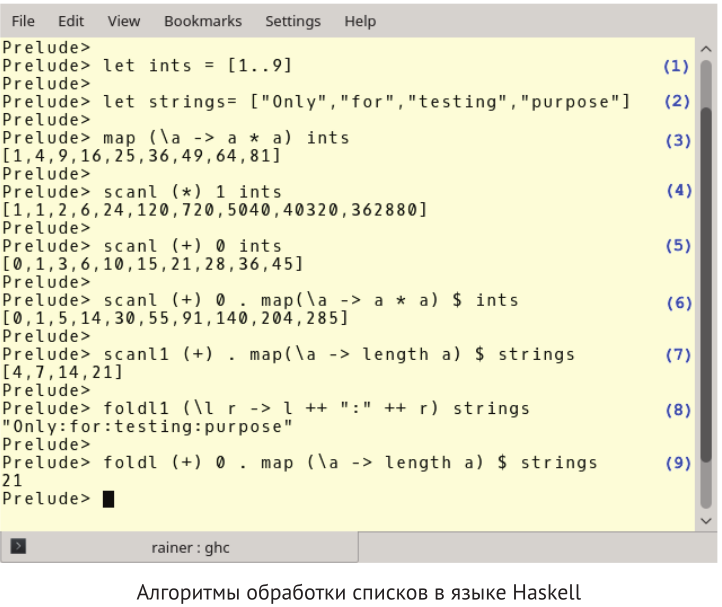 File Edit View Bookmarks Settings Help
Prelude>
Prelude> let ints = [1..9] (1)
Prelude>
Prelude> let strings= ["Only","for","testing","purpose"] (2)
Prelude>
Prelude> map (\a -> a * a) ints (3)
[1,4,9,16,25,36,49,64,81]
Prelude>
Prelude> scanl (*) 1 ints (4)
[1,1,2,6,24,120,720,5040,40320,362880]
Prelude>
Prelude> scanl (+) 0 ints (5)
[0,1,3,6,10,15,21,28,36,45]
Prelude>
Prelude> scanl (+) 0 . map(\a -> a * a) $ ints (6)
[0,1,5,14,30,55,91,140,204,285]
Prelude>
Prelude> scanl1 (+) . map(\a -> length a) $ strings (7)
[4,7,14,21]
Prelude>
Prelude> foldl1 (\l r -> l ++ ":" ++ r) strings (8)
"Only:for:testing:purpose"
Prelude>
Prelude> foldl (+) 0 . map (\a -> length a) $ strings (9)
21
Prelude>
rainer : ghc
Алгоритмы обработки списков в языке Haskell